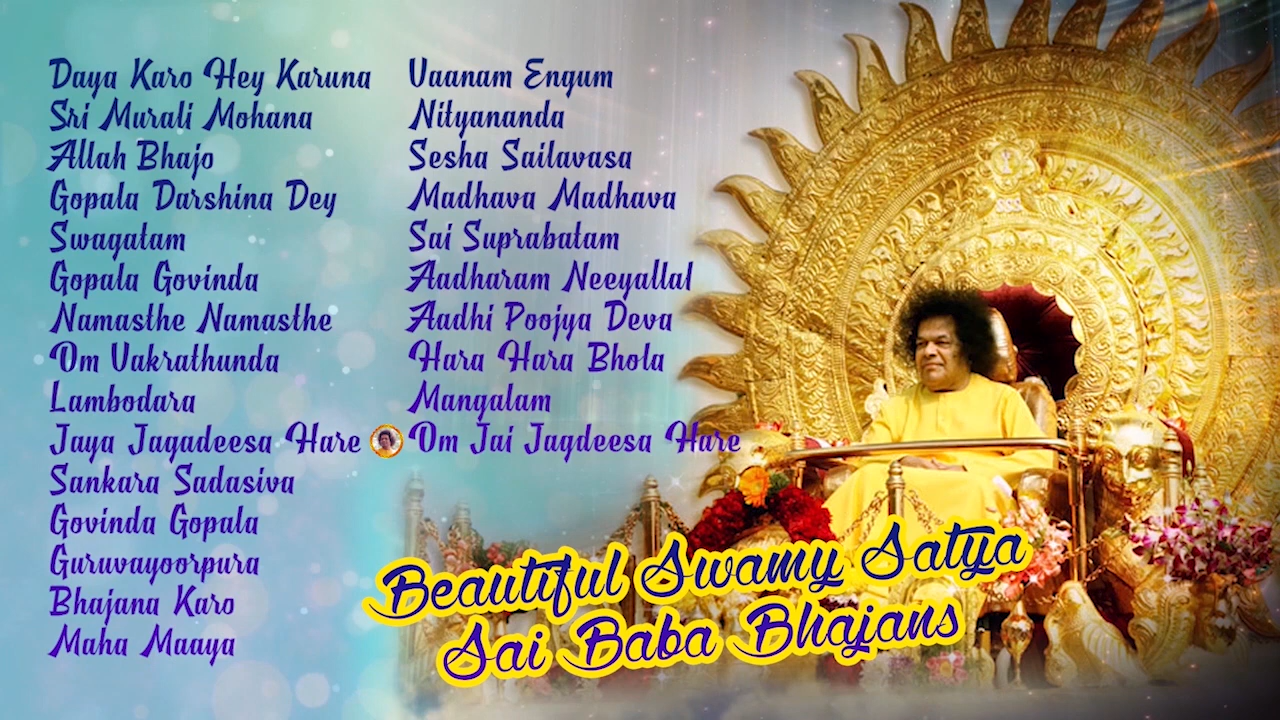 Daya Karo Hey Karuna
Sri Murali Mohana
Allah Bhajo
Gopala Darshina Dey
Swagatam
Gopala Govinda
Namasthe Namasthe
Om Vakrathunda
Lambodara
Jaya Jagadeesa Hare
Sankara Sadasiva
Govinda Gopala
Guruvayoorpura
Bhajana Karo
Maha Maaya
Vaanam Engum
Nityananda
Sesha Sailavasa
Madhava Madhava
Sai Suprabatam
Aadharam Neeyallal
Aadhi Poojya Deva
Hara Hara Bhola
Mangalam
Om Jai Jagdeesa Hare
Beautiful Swamy Satya
Sai Baba Bhajans